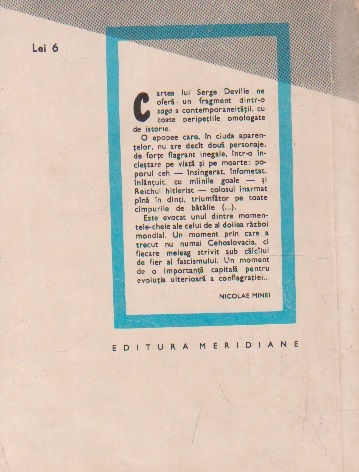 Lei 6
Cartea lui Serge Deville ne
oferă un fragment dintr-o
saga a contemporaneității, cu
toate peripețiile omologate
de istorie.
O epopee care, în ciuda aparen-
țelor, nu are decît două personaje,
de forțe flagrant inegale, într-o în-
cleștare pe viață și pe moarte: po-
porul ceh — însîngerat, înfometat,
înlănțuit, cu mîinile goale — și
Reichul hitlerist — colosul înarmat
pînă în dinți, triumfător pe toate
cîmpurile de bătălie (...).
Este evocat unul dintre momen-
tele-cheie ale celui de al doilea război
mondial. Un moment prin care a
trecut nu numai Cehoslovacia, ci
fiecare meleag strivit sub călcîiul
de fier al fascismului. Un moment
de o importanță capitală pentru
evoluția ulterioară a conflagrației...
NICOLAE MINEI
EDITURA MERIDIANE